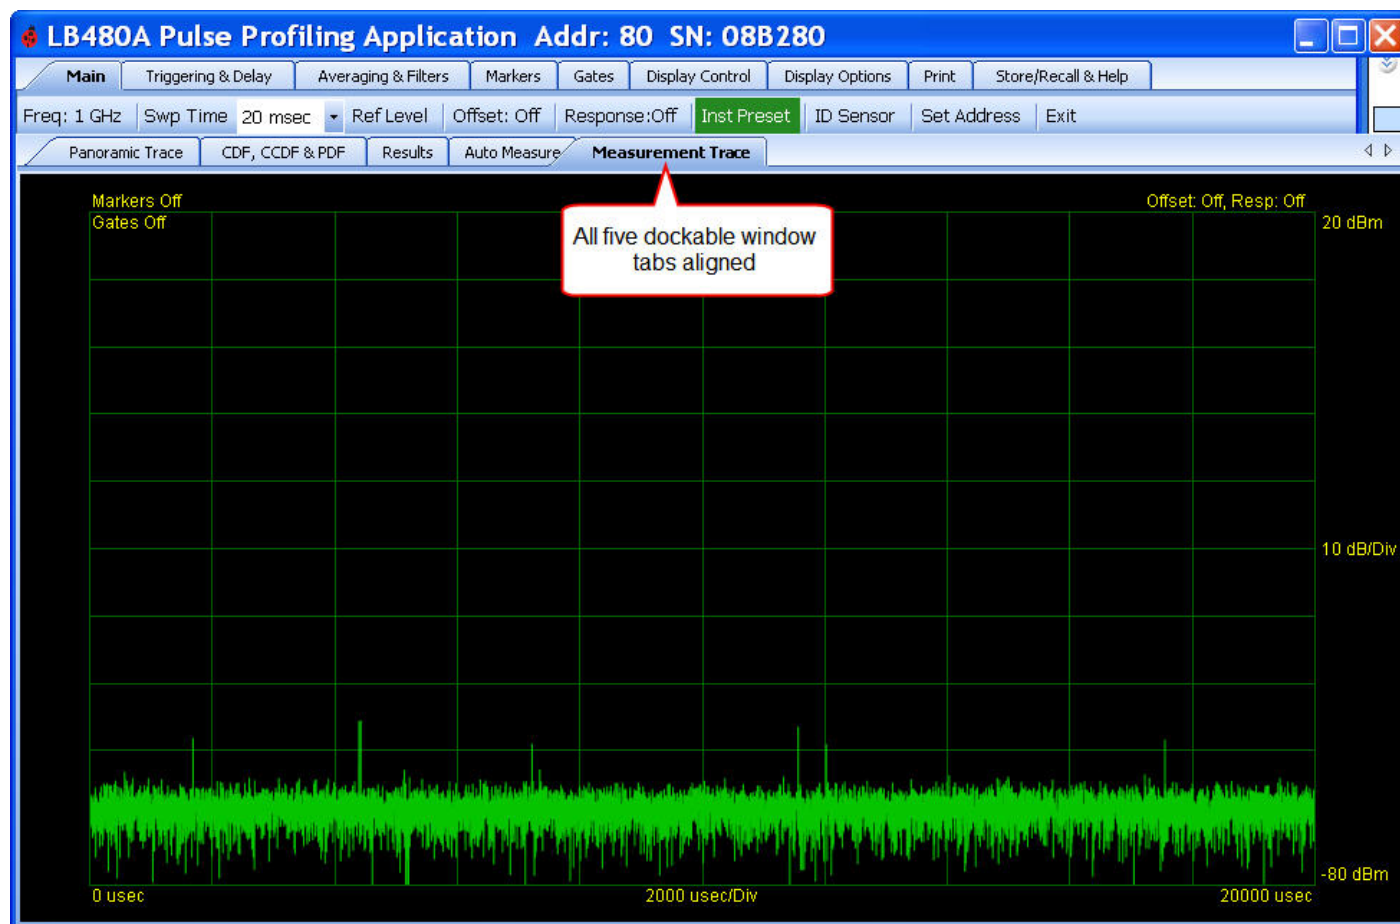 LB480A Pulse Profiling Application Addr: 80 SN: 08B280
Main Triggering & Delay Averaging & Filters Markers Gates Display Control Display Options Print Store/Recall & Help
Freq: 1 GHz Swp Time 20 msec Ref Level Offset: Off Response:Off Inst Preset ID Sensor Set Address Exit
Panoramic Trace CDF, CCDF & PDF Results Auto Measure Measurement Trace
Markers Off Offset: Off, Resp: Off
Gates Off 20 dBm
All five dockable window
tabs aligned
10 dB/Div
-80 dBm
0 usec 2000 usec/Div 20000 usec